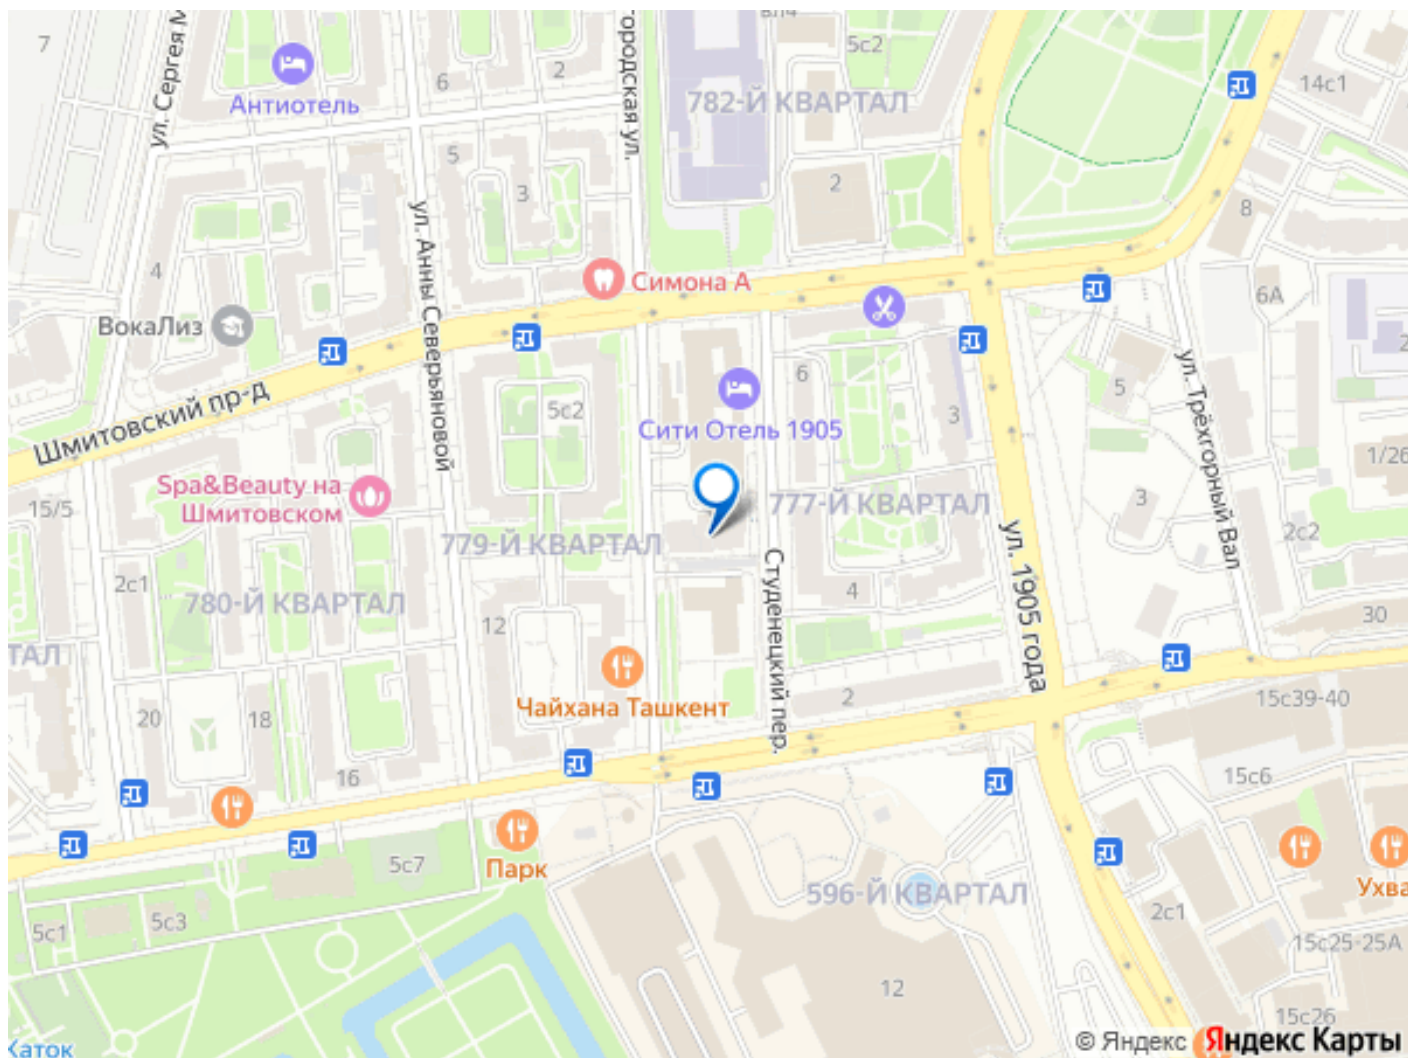 вл4
7
ул. Сергея М
5с2
14с1
2
6
Антиотель
782-Й КВАРТАЛ
городская ул.
5
3
2
8
ул. Анны Северьяновой
4
Симона А
6А
ВокаЛиз
2
ул. Трёхгорный Вал
6
5
Шмитовский пр-д
5с2
3
Сити Отель 1905
1/26
Spa&Beauty на
Шмитовском
15/5
777-Й КВАРТАЛ
3
779-Й КВАРТАЛ
2с2
ул. 1905 года
Студенецкий пер.
2с1
780-Й КВАРТАЛ
4
30
12
ТАЛ
Чайхана Ташкент
2
15с39-40
20
18
16
15с6
5с7
Парк
596-Й КВАРТАЛ
Ухва
2с1
5с3
5с1
15с25-25А
12
15с26
Каток
© Яндекс Яндекс Карты